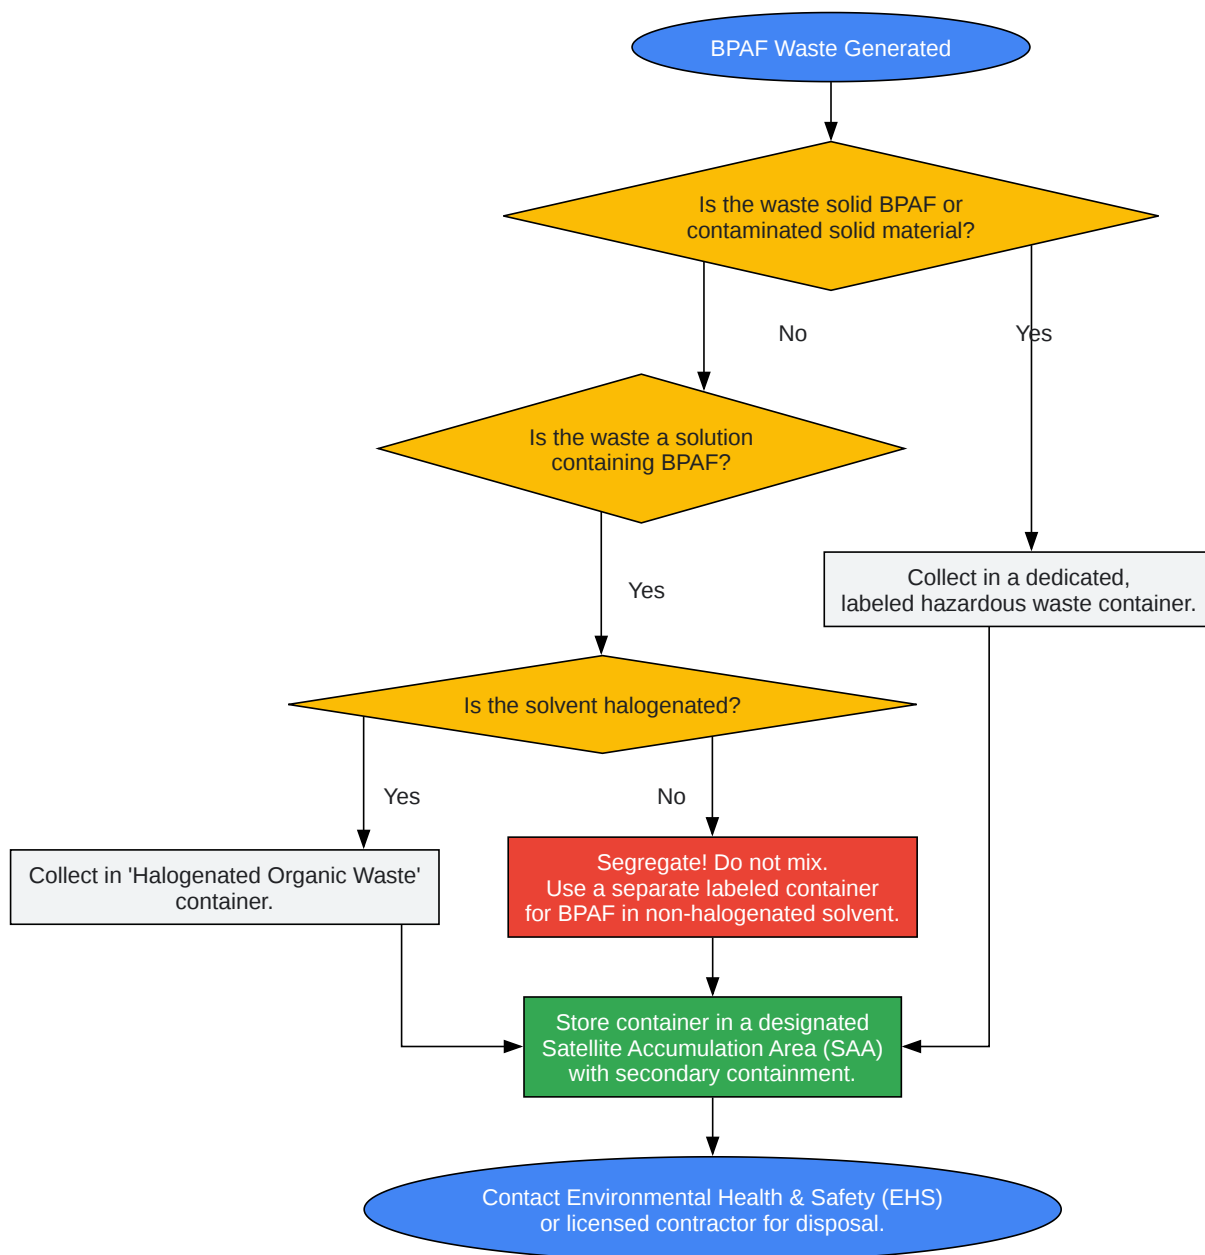 BPAF Waste Generated
Is the waste solid BPAF or
contaminated solid material?
No
Yes
Is the waste a solution
containing BPAF?
Yes
Collect in a dedicated,
labeled hazardous waste container.
Is the solvent halogenated?
Yes
No
Collect in 'Halogenated Organic Waste'
container.
Segregate! Do not mix.
Use a separate labeled container
for BPAF in non-halogenated solvent.
Store container in a designated
Satellite Accumulation Area (SAA)
with secondary containment.
Contact Environmental Health & Safety (EHS)
or licensed contractor for disposal.